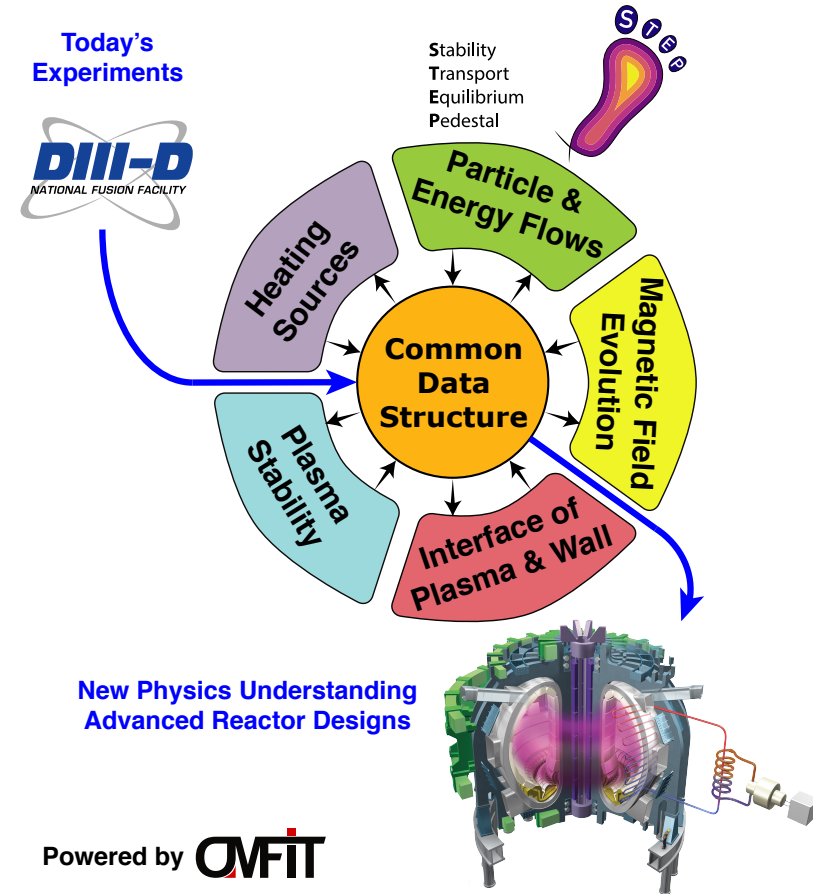 Today's
Experiments
DIII-D
NATIONAL FUSION FACILITY
STEP
Stability
Transport
Equilibrium
Pedestal
Particle &
Energy Flows
Heating
Sources
Magnetic Field
Evolution
Common
Data
Structure
Plasma
Stability
Interface of
Plasma & Wall
New Physics Understanding
Advanced Reactor Designs
Powered by OMFIT